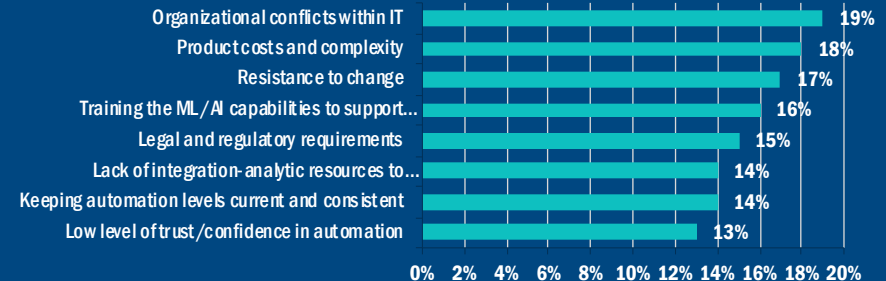 Organizational conflicts within IT 19%
Product costs and complexity 18%
Resistance to change 17%
Training the ML/AI capabilities to support... 16%
Legal and regulatory requirements 15%
Lack of integration-analytic resources to... 14%
Keeping automation levels current and consistent 14%
Low level of trust/confidence in automation 13%
0% 2% 4% 6% 8% 10% 12% 14% 16% 18% 20%